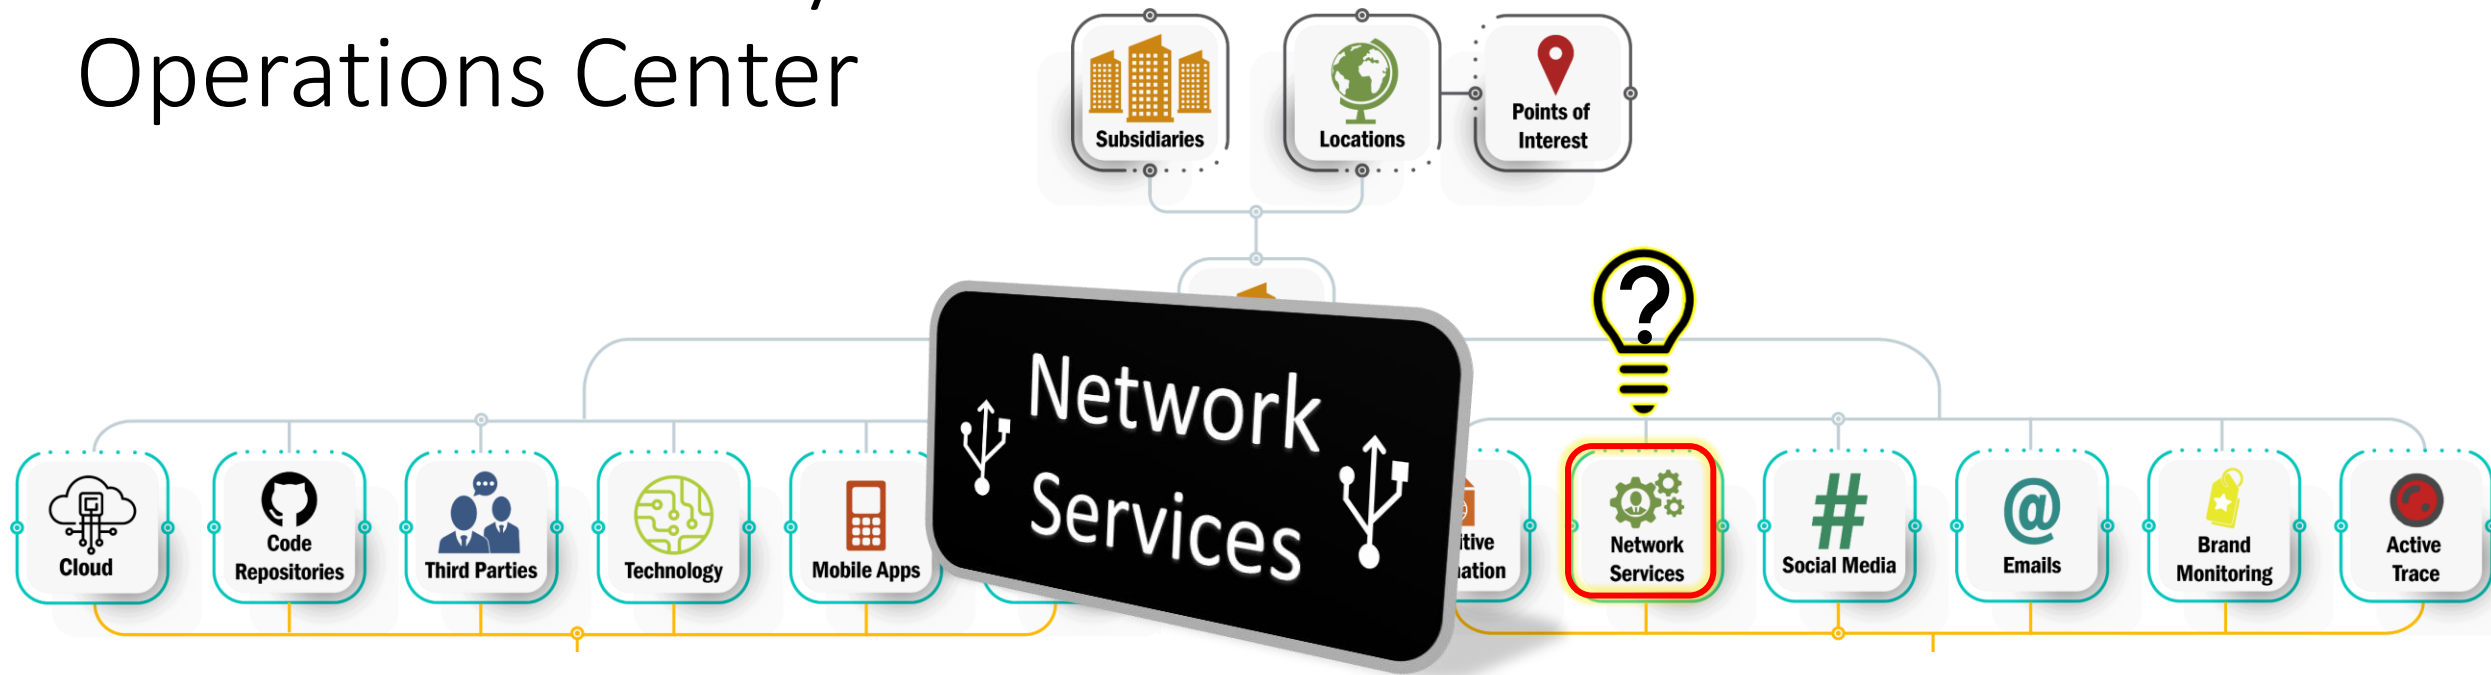 Operations Center
Subsidiaries
Locations
Points of
Interest
?
Network
Services
Cloud
Code
Repositories
Third Parties
Technology
Mobile Apps
Network
Services
#
Social Media
@
Emails
Brand
Monitoring
Active
Trace